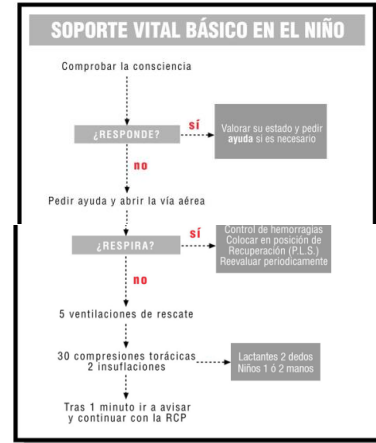 SOPORTE VITAL BÁSICO EN EL NIÑO
Comprobar la consciencia
¿RESPONDE?
sí
Valorar su estado y pedir
ayuda si es necesario
no
Pedir ayuda y abrir la vía aérea
¿RESPIRA?
sí
Control de hemorragias
Colocar en posición de
Recuperación (P.L.S.)
Reevaluar periodicamente
no
5 ventilaciones de rescate
30 compresiones torácicas
2 insuflaciones
Lactantes 2 dedos
Niños 1 ó 2 manos
Tras 1 minuto ir a avisar
y continuar con la RCP